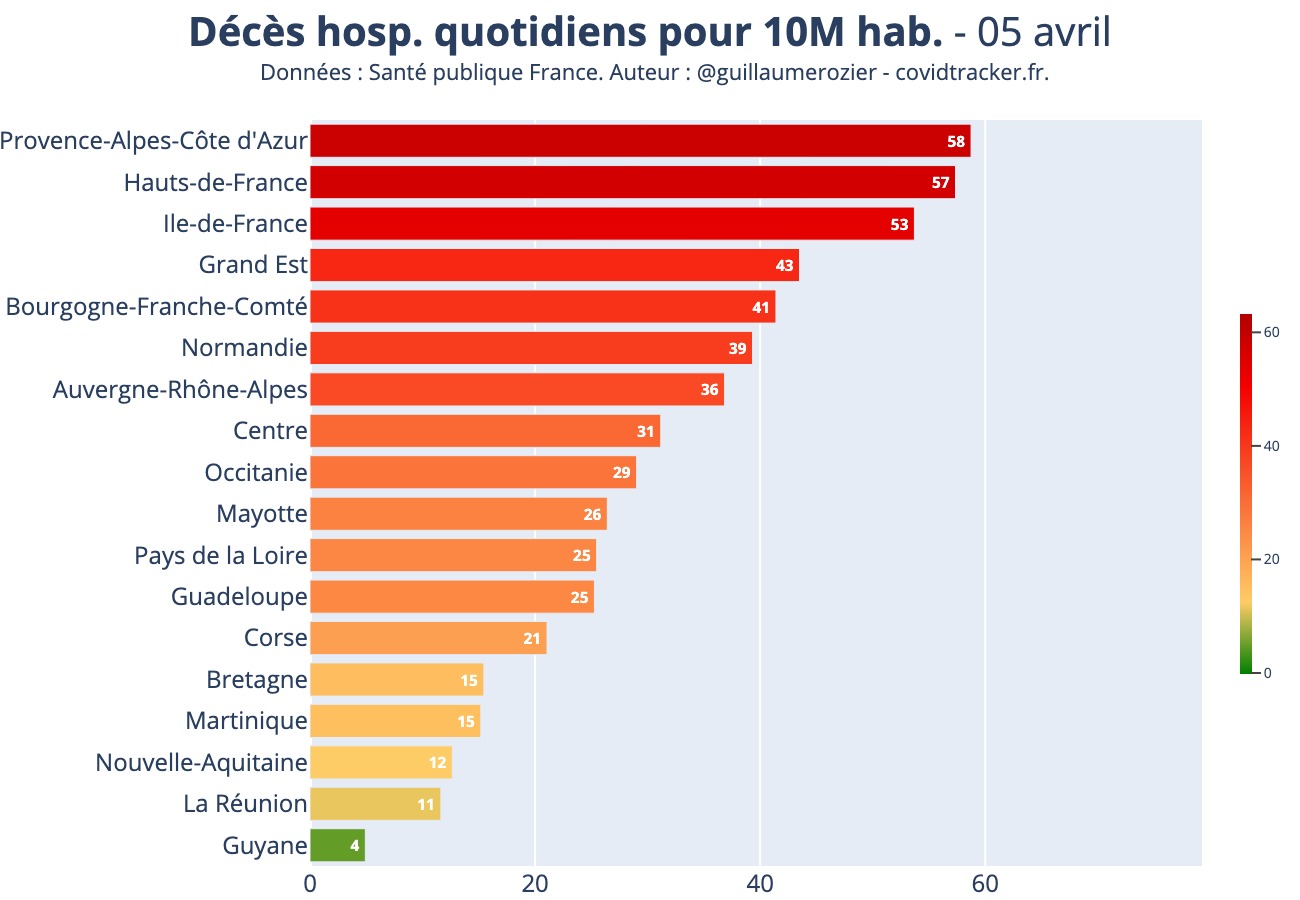 Décès hosp. quotidiens pour 10M hab. - 05 avril
Données : Santé publique France. Auteur : @guillaumerozier - covidtracker.fr.
Provence-Alpes-Côte d'Azur 58
Hauts-de-France 57
Ile-de-France 53
Grand Est 43
Bourgogne-Franche-Comté 41
Normandie 39
Auvergne-Rhône-Alpes 36
Centre 31
Occitanie 29
Mayotte 26
Pays de la Loire 25
Guadeloupe 25
Corse 21
Bretagne 15
Martinique 15
Nouvelle-Aquitaine 12
La Réunion 11
Guyane 4
0 20 40 60
60
40
20
0